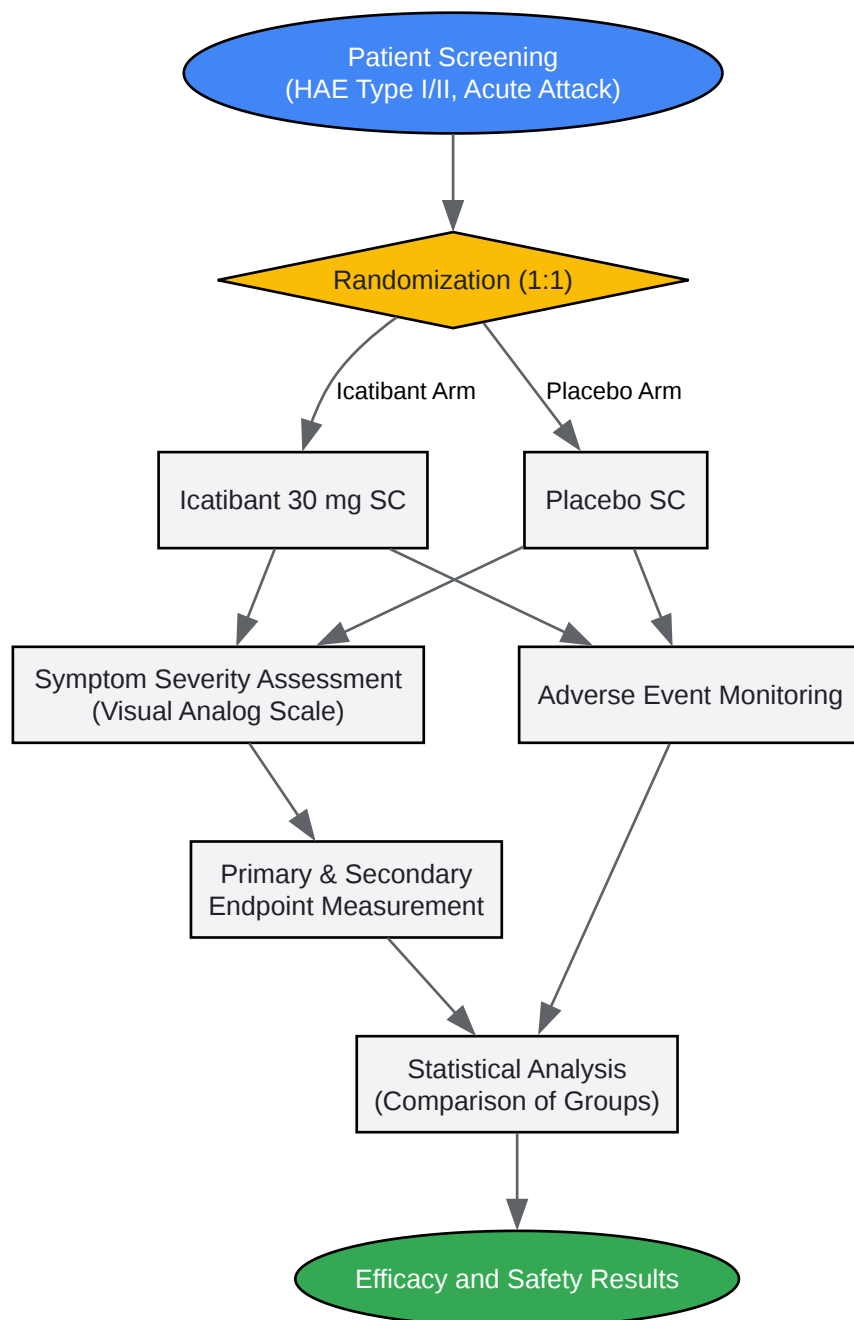 Patient Screening
(HAE Type I/II, Acute Attack)
Randomization (1:1)
Icatibant Arm
Placebo Arm
Icatibant 30 mg SC
Placebo SC
Symptom Severity Assessment
(Visual Analog Scale)
Adverse Event Monitoring
Primary & Secondary
Endpoint Measurement
Statistical Analysis
(Comparison of Groups)
Efficacy and Safety Results